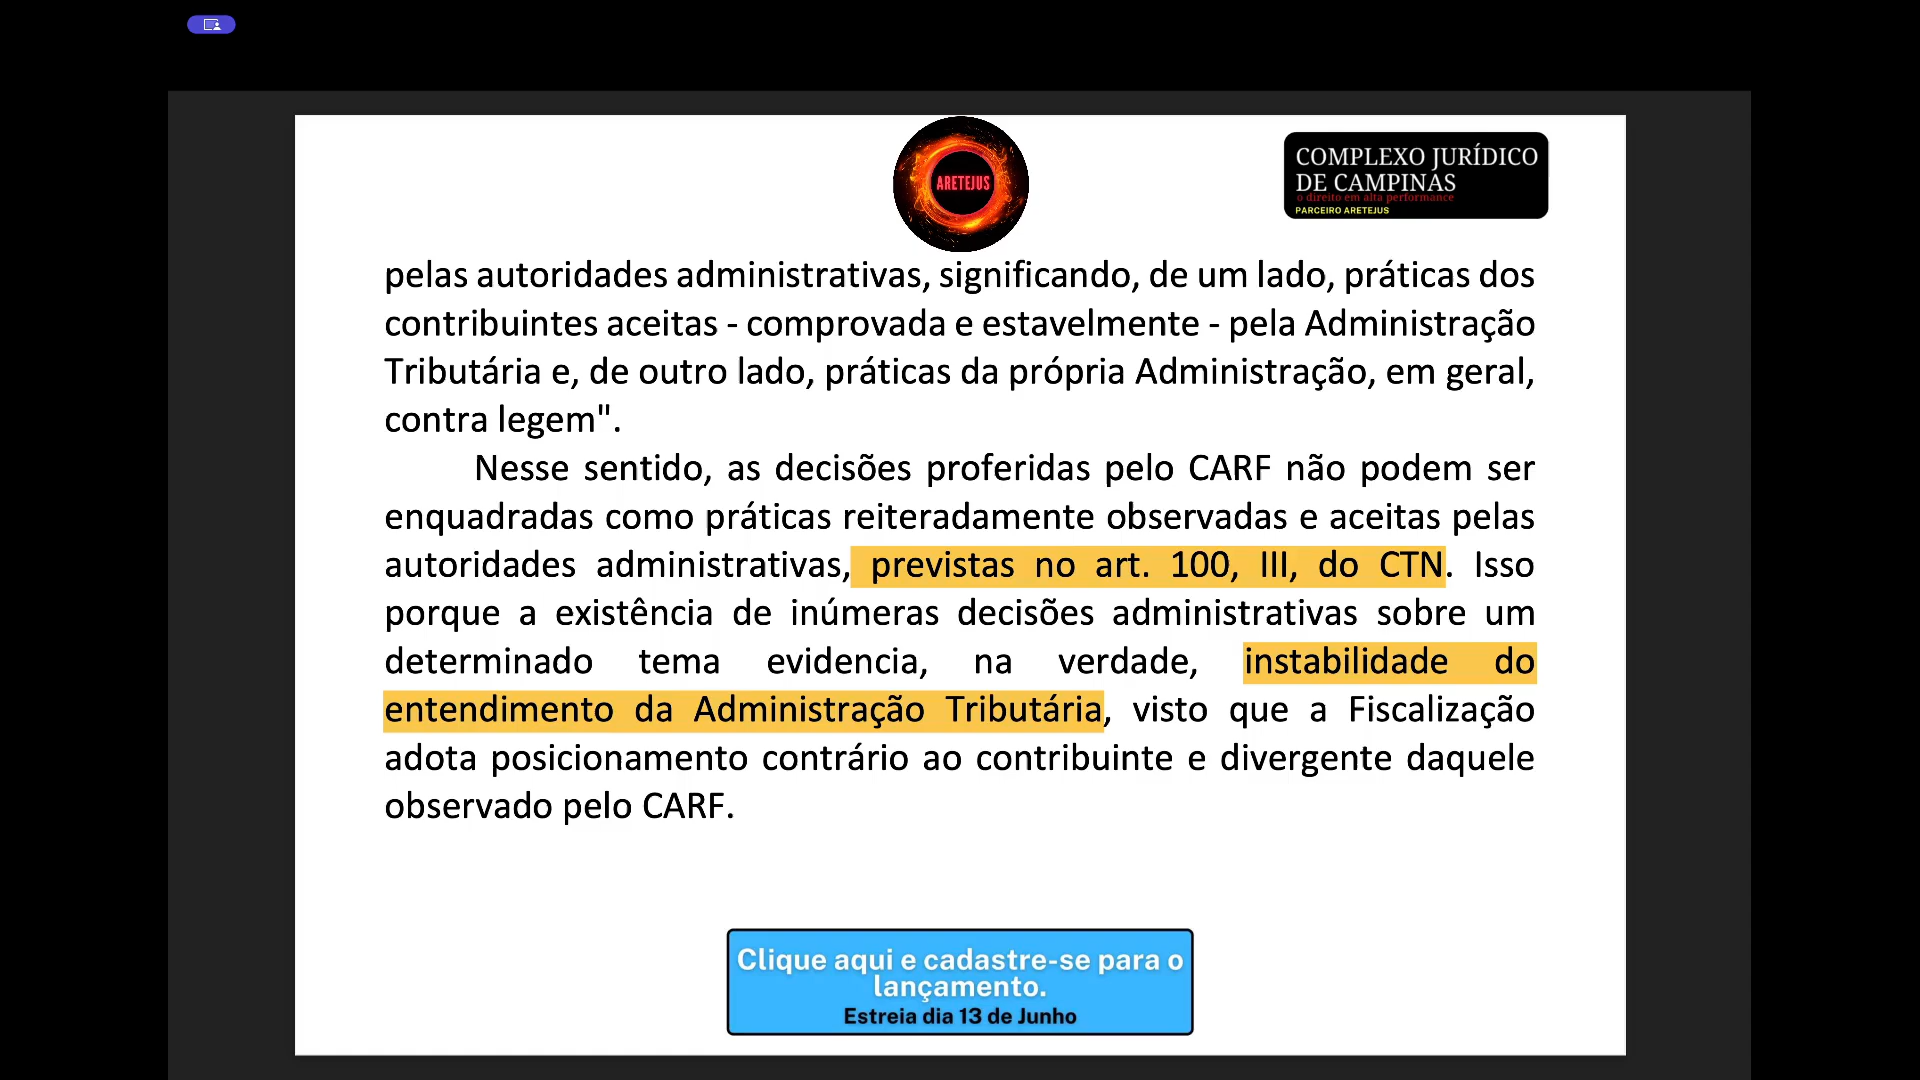 ARETEJUS
COMPLEXO JURÍDICO
DE CAMPINAS
o direito em alta performance
PARCEIRO ARETEJUS
pelas autoridades administrativas, significando, de um lado, práticas dos
contribuintes aceitas - comprovada e estavelmente - pela Administração
Tributária e, de outro lado, práticas da própria Administração, em geral,
contra legem".
Nesse sentido, as decisões proferidas pelo CARF não podem ser
enquadradas como práticas reiteradamente observadas e aceitas pelas
autoridades administrativas, previstas no art. 100, III, do CTN. Isso
porque a existência de inúmeras decisões administrativas sobre um
determinado tema evidencia, na verdade, instabilidade do
entendimento da Administração Tributária, visto que a Fiscalização
adota posicionamento contrário ao contribuinte e divergente daquele
observado pelo CARF.
Clique aqui e cadastre-se para o
lançamento.
Estreia dia 13 de Junho